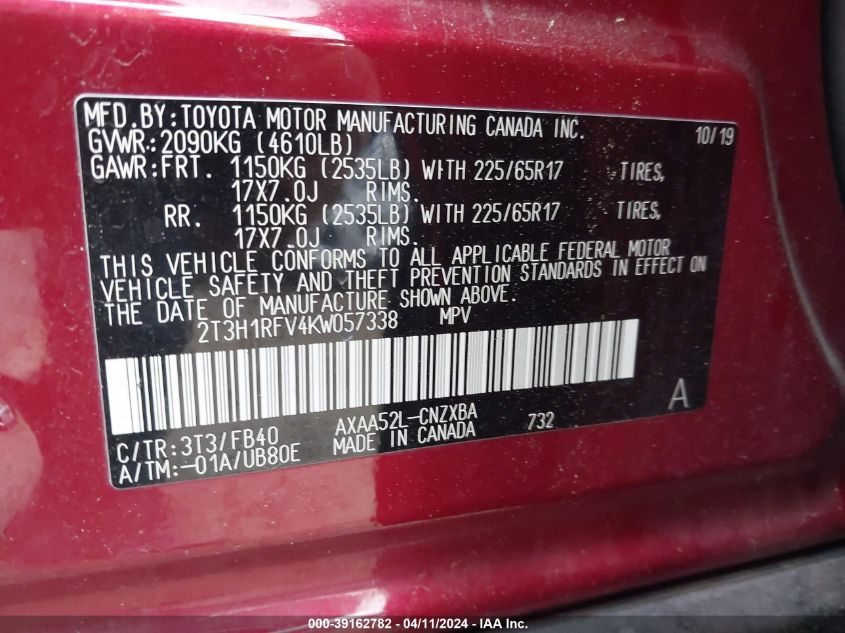 MFD.BY:TOYOTA MOTOR MANUFACTURING CANADA INC. 10/19
GVWR:2090KG (4610LB)
GAWR:FRT. 1150KG (2535LB) WITH 225/65R17 TIRES,
17X7.0J RIMS.
RR. 1150KG (2535LB) WITH 225/65R17 TIRES,
17X7.0J RIMS.
THIS VEHICLE CONFORMS TO ALL APPLICABLE FEDERAL MOTOR
VEHICLE SAFETY AND THEFT PREVENTION STANDARDS IN EFFECT ON
THE DATE OF MANUFACTURE SHOWN ABOVE.
2T3H1RFV4KW057338 MPV
A
C/TR:3T3/FB40 AXAA52L-CNZXBA 732
A/TM:-01A/UB80E MADE IN CANADA
000-39162782 - 04/11/2024 - IAA Inc.